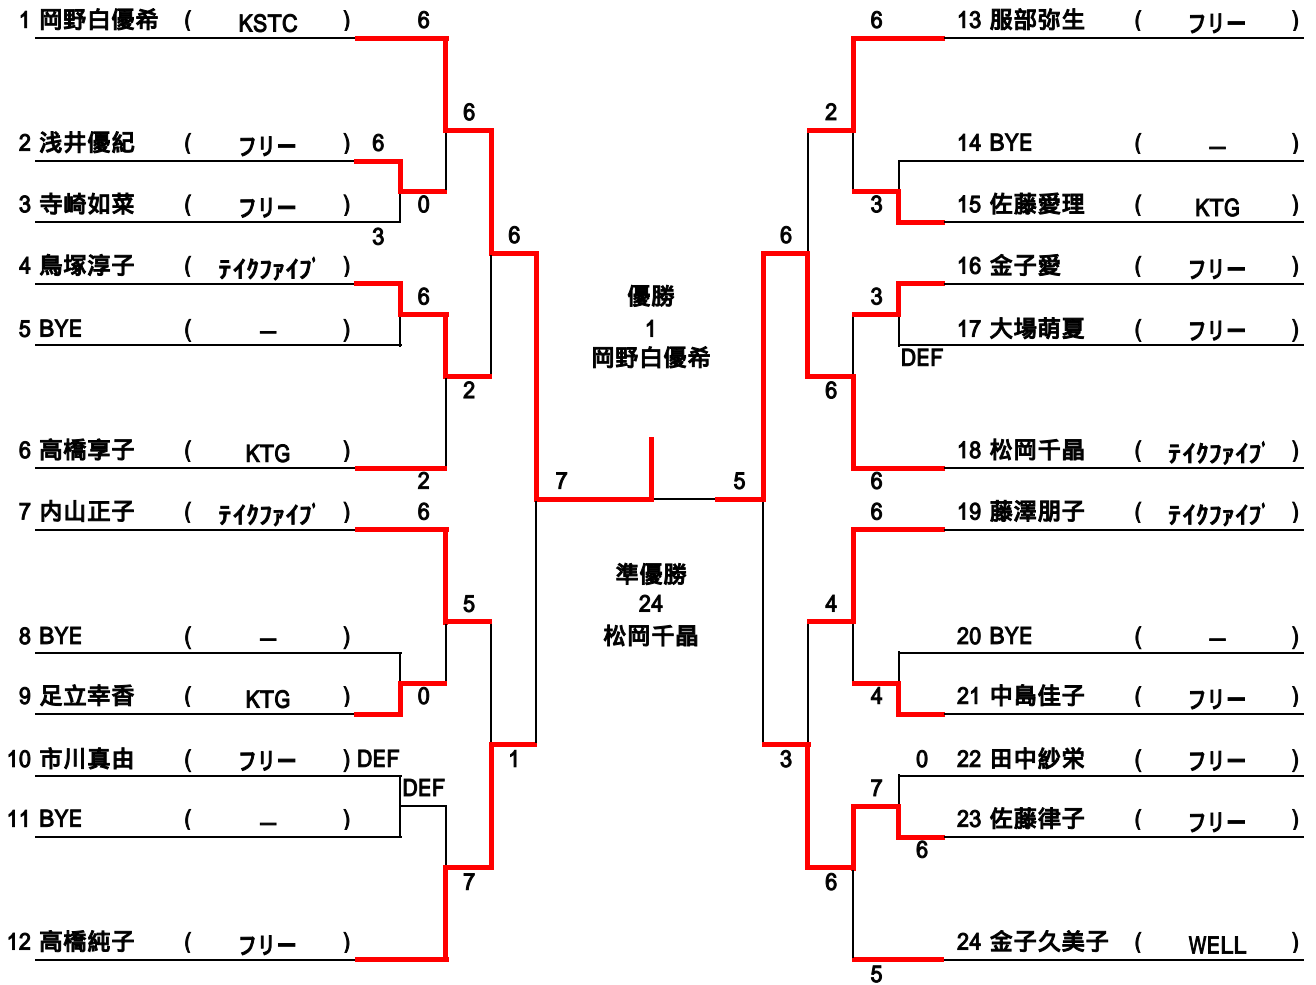 1 岡野白優希 ( KSTC ) 6
6
2 浅井優紀 ( フリー ) 6
3 寺崎如菜 ( フリー ) 0
3
6
4 鳥塚淳子 ( ﾃｲｸﾌｧｲﾌﾞ )
6
5 BYE ( － )
2
6 高橋享子 ( KTG )
2
7
7 内山正子 ( ﾃｲｸﾌｧｲﾌﾞ ) 6
5
8 BYE ( － )
9 足立幸香 ( KTG ) 0
1
10 市川真由 ( フリー ) DEF
DEF
11 BYE ( － )
7
12 高橋純子 ( フリー )
優勝
1
岡野白優希
準優勝
24
松岡千晶
6 13 服部弥生 ( フリー )
2
14 BYE ( － )
3 15 佐藤愛理 ( KTG )
6
16 金子愛 ( フリー )
3
17 大場萌夏 ( フリー )
DEF
6
18 松岡千晶 ( ﾃｲｸﾌｧｲﾌﾞ )
6
5
6 19 藤澤朋子 ( ﾃｲｸﾌｧｲﾌﾞ )
4
20 BYE ( － )
4 21 中島佳子 ( フリー )
3
0 22 田中紗栄 ( フリー )
7
23 佐藤律子 ( フリー )
6
6
24 金子久美子 ( WELL )
5